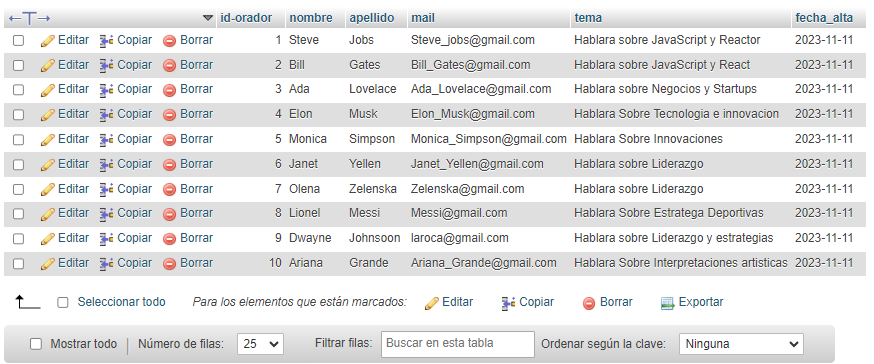 id-orador nombre apellido mail tema fecha_alta
Editar Copiar Borrar 1 Steve Jobs Steve_jobs@gmail.com Hablara sobre JavaScript y Reactor 2023-11-11
Editar Copiar Borrar 2 Bill Gates Bill_Gates@gmail.com Hablara sobre JavaScript y React 2023-11-11
Editar Copiar Borrar 3 Ada Lovelace Ada_Lovelace@gmail.com Hablara sobre Negocios y Startups 2023-11-11
Editar Copiar Borrar 4 Elon Musk Elon_Musk@gmail.com Hablara Sobre Tecnologia e innovacion 2023-11-11
Editar Copiar Borrar 5 Monica Simpson Monica_Simpson@gmail.com Hablara Sobre Innovaciones 2023-11-11
Editar Copiar Borrar 6 Janet Yellen Janet_Yellen@gmail.com Hablara sobre Liderazgo 2023-11-11
Editar Copiar Borrar 7 Olena Zelenska Zelenska@gmail.com Hablara sobre Liderazgo 2023-11-11
Editar Copiar Borrar 8 Lionel Messi Messi@gmail.com Hablara Sobre Estratega Deportivas 2023-11-11
Editar Copiar Borrar 9 Dwayne Johnsoon laroca@gmail.com Hablara sobre Liderazgo y estrategias 2023-11-11
Editar Copiar Borrar 10 Ariana Grande Ariana_Grande@gmail.com Hablara Sobre Interpretaciones artisticas 2023-11-11
Seleccionar todo Para los elementos que están marcados: Editar Copiar Borrar Exportar
Mostrar todo Número de filas: 25 Filtrar filas: Buscar en esta tabla Ordenar según la clave: Ninguna